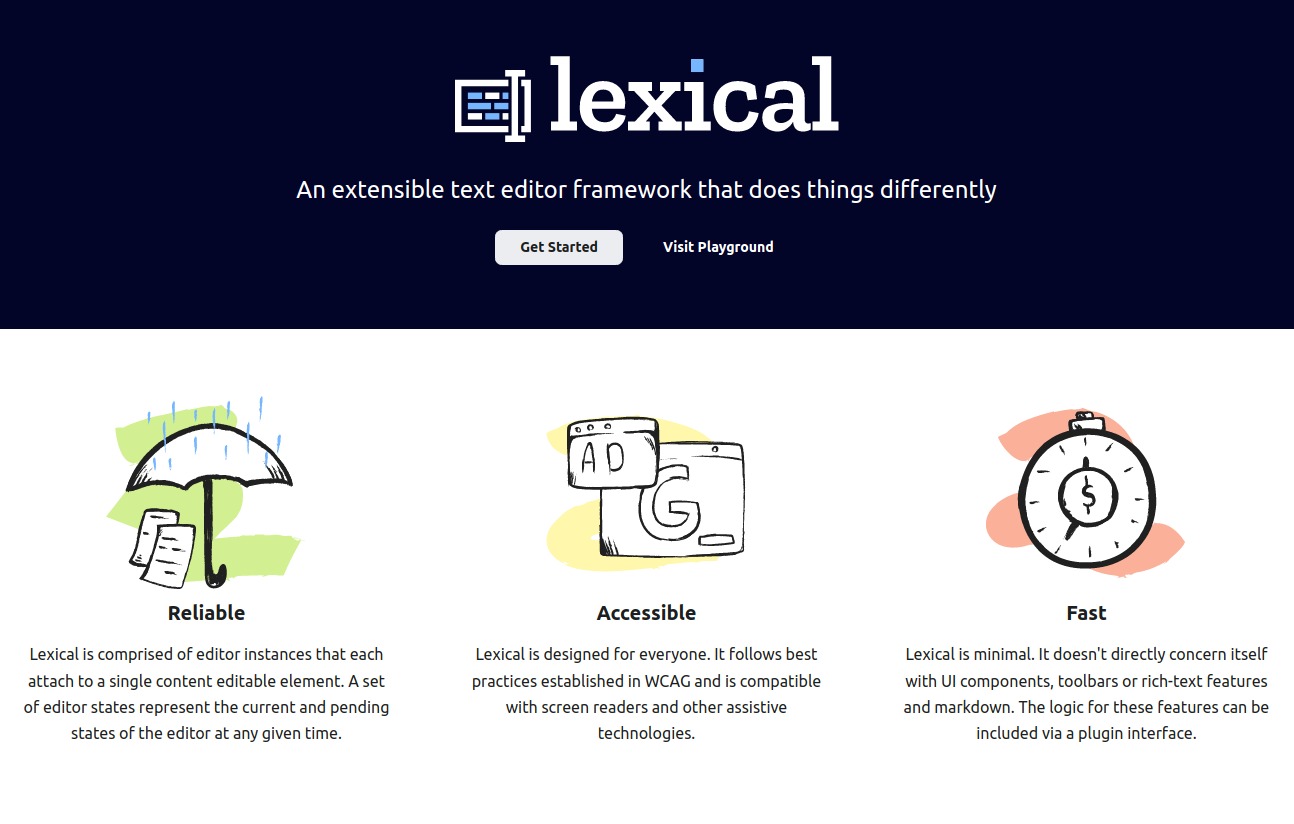 lexical
An extensible text editor framework that does things differently
Get Started
Visit Playground
AD
G
$
Reliable
Lexical is comprised of editor instances that each
attach to a single content editable element. A set
of editor states represent the current and pending
states of the editor at any given time.
Accessible
Lexical is designed for everyone. It follows best
practices established in WCAG and is compatible
with screen readers and other assistive
technologies.
Fast
Lexical is minimal. It doesn't directly concern itself
with UI components, toolbars or rich-text features
and markdown. The logic for these features can be
included via a plugin interface.